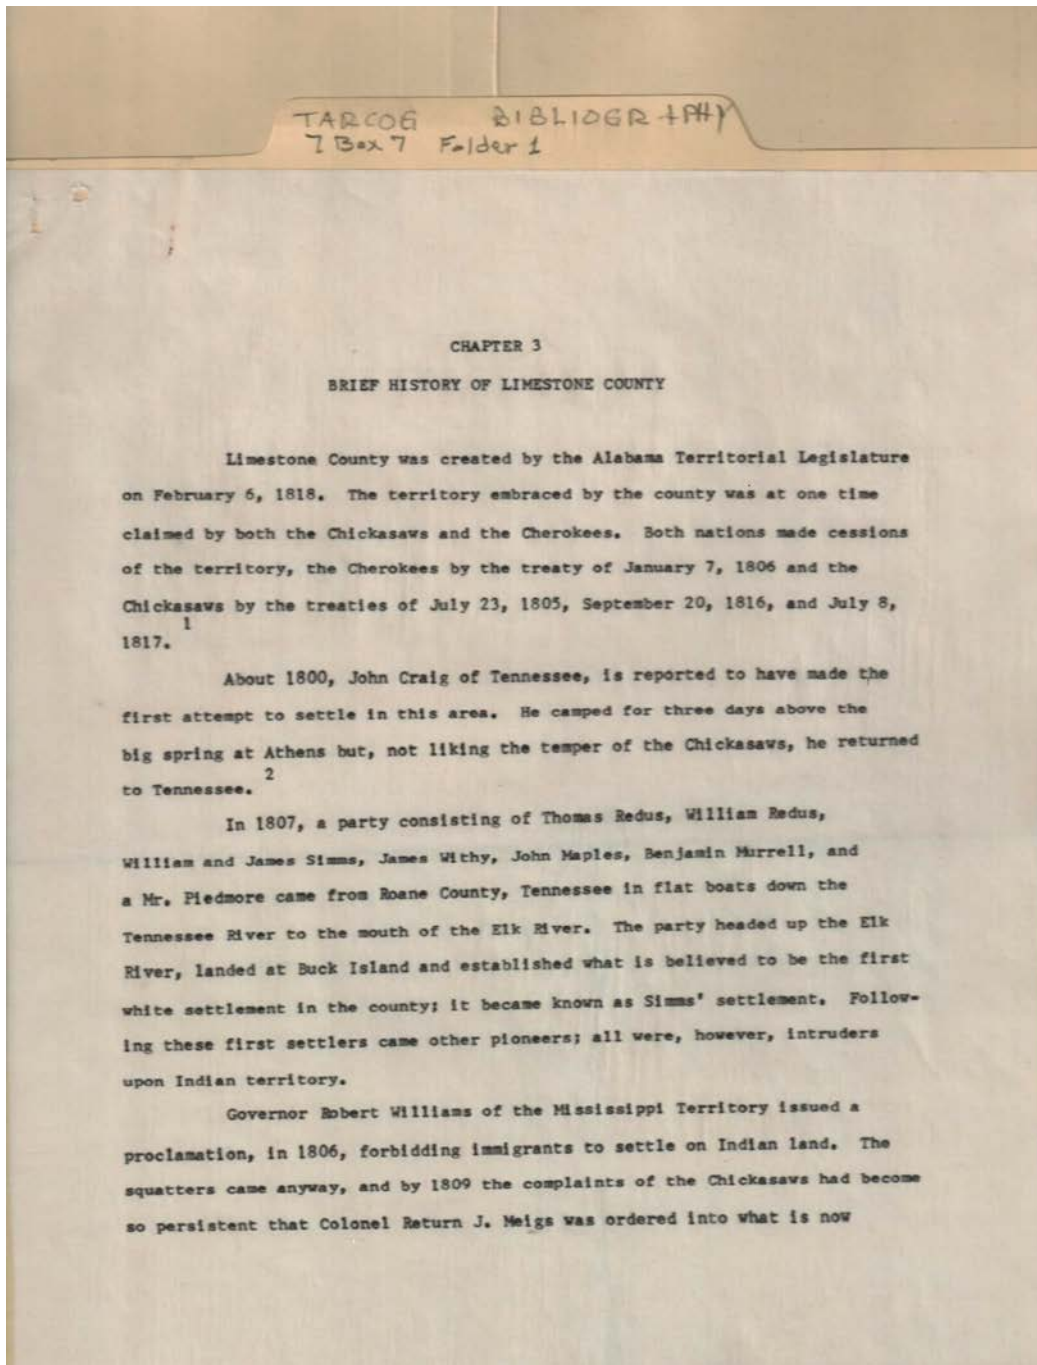 TARCOG BIBLIOGRAPHY
7 Box 7 Folder 1
CHAPTER 3
BRIEF HISTORY OF LIMESTONE COUNTY
Limestone County was created by the Alabama Territorial Legislature
on February 6, 1818. The territory embraced by the county was at one time
claimed by both the Chickasaws and the Cherokees. Both nations made cessions
of the territory, the Cherokees by the treaty of January 7, 1806 and the
Chickasaws by the treaties of July 23, 1805, September 20, 1816, and July 8,
1817. 1
About 1800, John Craig of Tennessee, is reported to have made the
first attempt to settle in this area. He camped for three days above the
big spring at Athens but, not liking the temper of the Chickasaws, he returned
to Tennessee. 2
In 1807, a party consisting of Thomas Redus, William Redus,
William and James Simms, James Withy, John Maples, Benjamin Murrell, and
a Mr. Piedmore came from Roane County, Tennessee in flat boats down the
Tennessee River to the mouth of the Elk River. The party headed up the Elk
River, landed at Buck Island and established what is believed to be the first
white settlement in the county; it became known as Simms' settlement. Follow-
ing these first settlers came other pioneers; all were, however, intruders
upon Indian territory.
Governor Robert Williams of the Mississippi Territory issued a
proclamation, in 1806, forbidding immigrants to settle on Indian land. The
squatters came anyway, and by 1809 the complaints of the Chickasaws had become
so persistent that Colonel Return J. Meigs was ordered into what is now